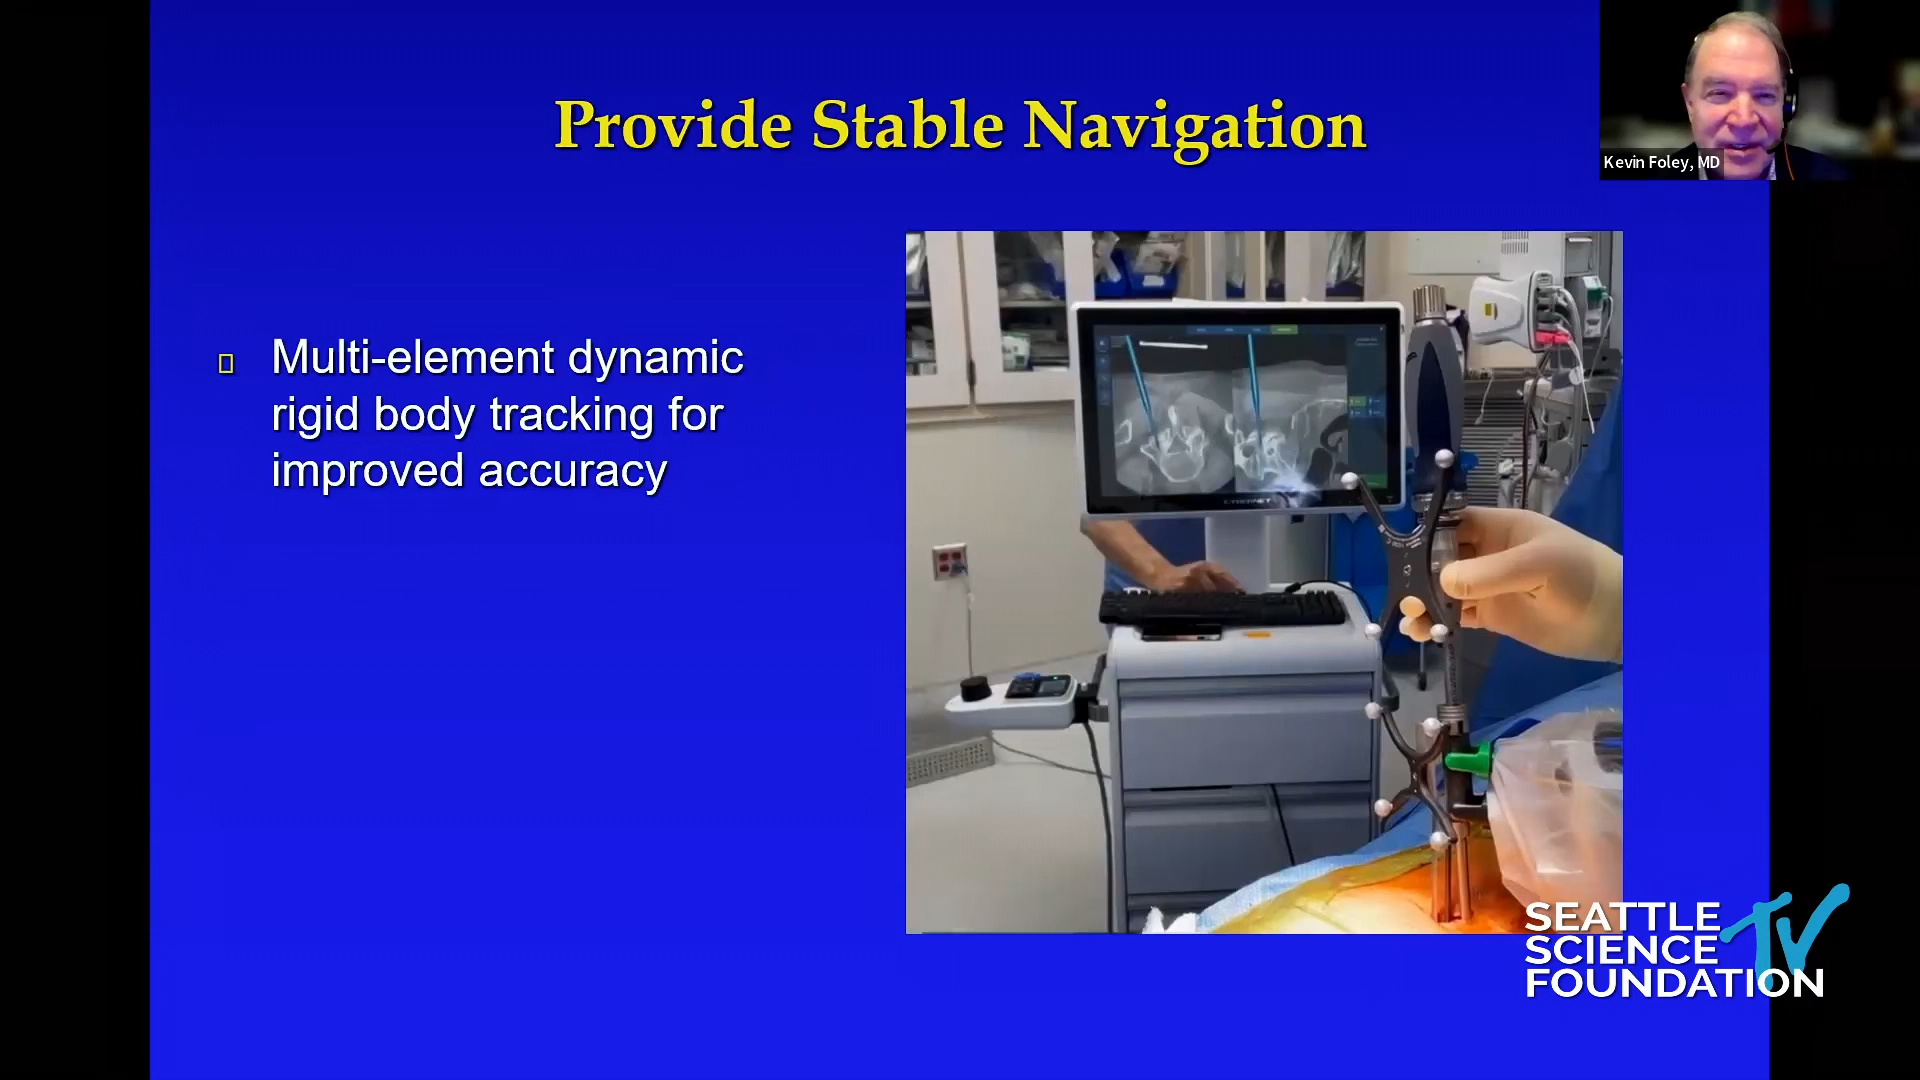 Provide Stable Navigation
Kevin Foley, MD
Multi-element dynamic
rigid body tracking for
improved accuracy
CYBERNET
SEATTLE
SCIENCE
FOUNDATION
TV